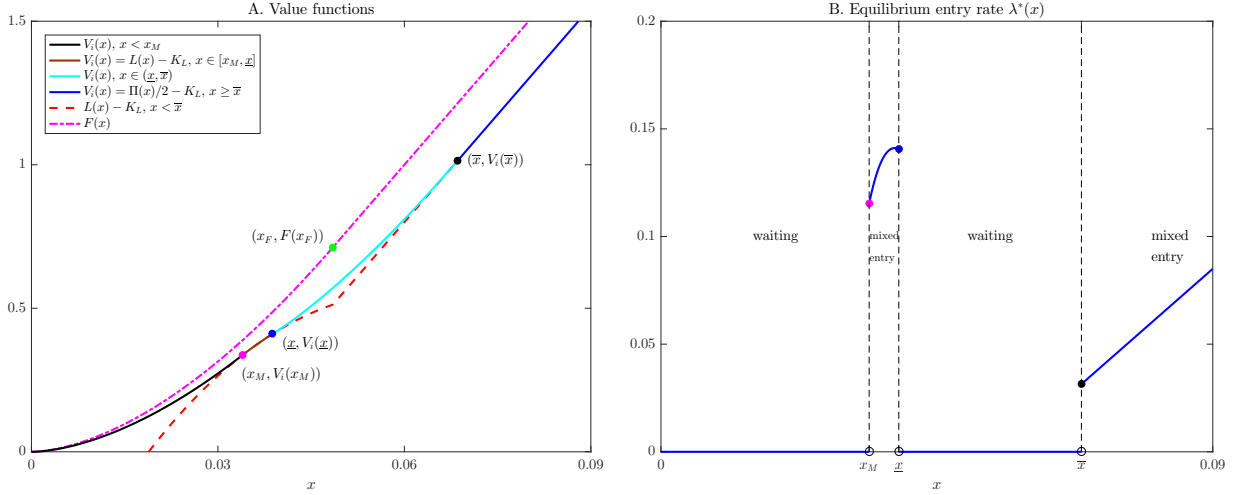 A. Value functions
1.5
1
0.5
0
0
0.03
0.06
0.09
x
V_i(x), x < x_M
V_i(x) = L(x) − K_L, x ∈ [x_M, x̲]
V_i(x), x ∈ (x̲, x̅)
V_i(x) = Π(x)/2 − K_L, x ≥ x̅
L(x) − K_L, x < x̅
F(x)
(x̅, V_i(x̅))
(x_F, F(x_F))
(x̲, V_i(x̲))
(x_M, V_i(x_M))
B. Equilibrium entry rate λ*(x)
0.2
0.15
0.1
0.05
0
waiting
mixed
entry
waiting
mixed
entry
0
x_M
x̲
x̅
0.09
x